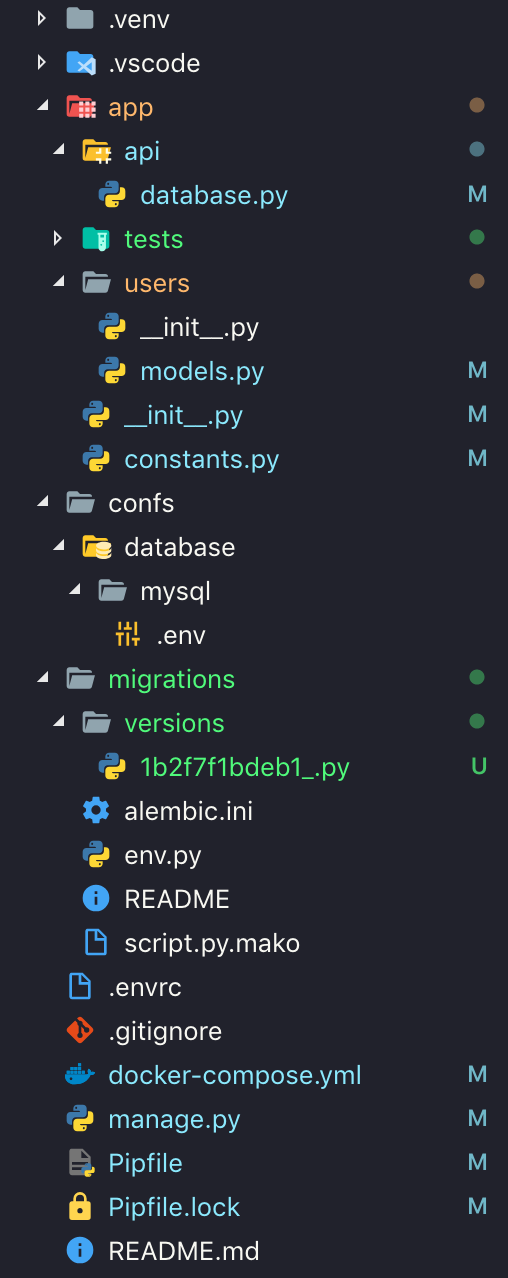 .venv
.vscode
app
api
database.py M
tests
users
__init__.py
models.py M
__init__.py M
constants.py M
confs
database
mysql
.env
migrations
versions
1b2f7f1bdeb1_.py U
alembic.ini
env.py
README
script.py.mako
.envrc
.gitignore
docker-compose.yml M
manage.py M
Pipfile M
Pipfile.lock M
README.md